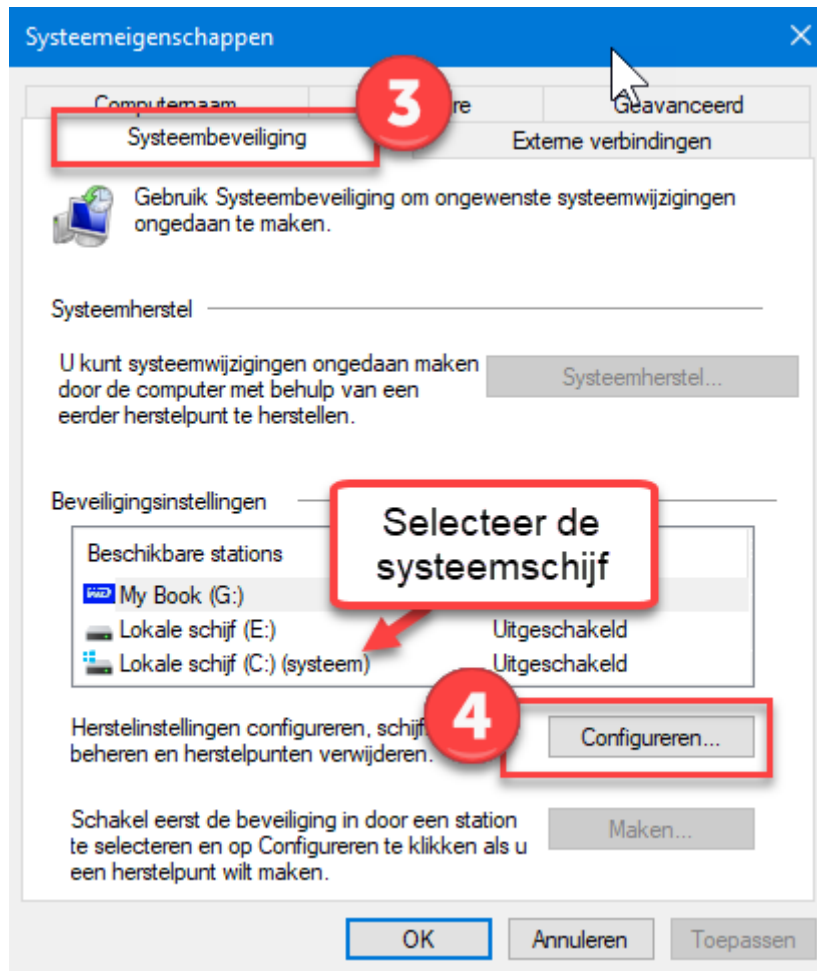 Systeemeigenschappen
Computernaam re Geavanceerd
3
Systeembeveiliging Externe verbindingen
Gebruik Systeembeveiliging om ongewenste systeemwijzigingen
ongedaan te maken.
Systeemherstel
U kunt systeemwijzigingen ongedaan maken
door de computer met behulp van een
eerder herstelpunt te herstellen.
Systeemherstel...
Beveiligingsinstellingen
Selecteer de
systeemschijf
Beschikbare stations
WD My Book (G:)
Lokale schijf (E:) Uitgeschakeld
Lokale schijf (C:) (systeem) Uitgeschakeld
4
Herstelinstellingen configureren, schijf
beheren en herstelpunten verwijderen.
Configureren...
Schakel eerst de beveiliging in door een station
te selecteren en op Configureren te klikken als u
een herstelpunt wilt maken.
Maken...
OK Annuleren Toepassen